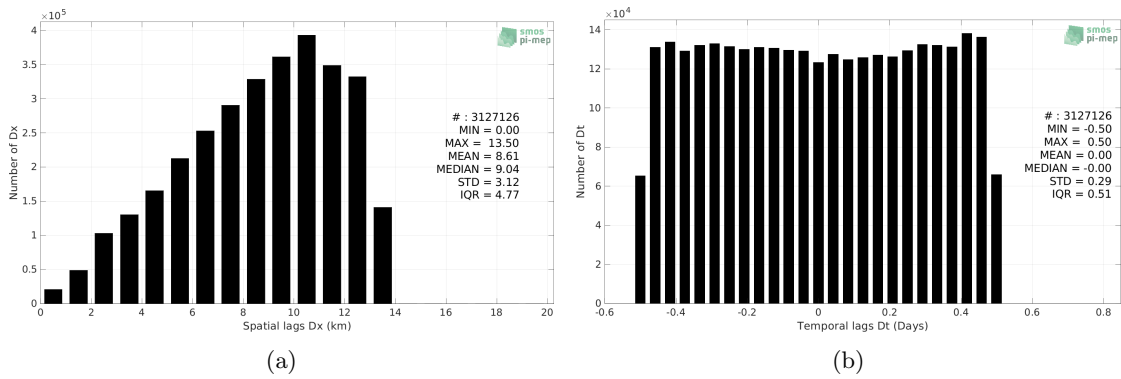 ×10⁵
4
3.5
3
2.5
2
1.5
1
0.5
0
Number of Dx
0 2 4 6 8 10 12 14 16 18 20
Spatial lags Dx (km)
smos
pi-mep
# : 3127126
MIN = 0.00
MAX = 13.50
MEAN = 8.61
MEDIAN = 9.04
STD = 3.12
IQR = 4.77
(a)
×10⁴
14
12
10
8
6
4
2
0
Number of Dt
-0.6 -0.4 -0.2 0 0.2 0.4 0.6 0.8
Temporal lags Dt (Days)
smos
pi-mep
# : 3127126
MIN = -0.50
MAX = 0.50
MEAN = 0.00
MEDIAN = -0.00
STD = 0.29
IQR = 0.51
(b)